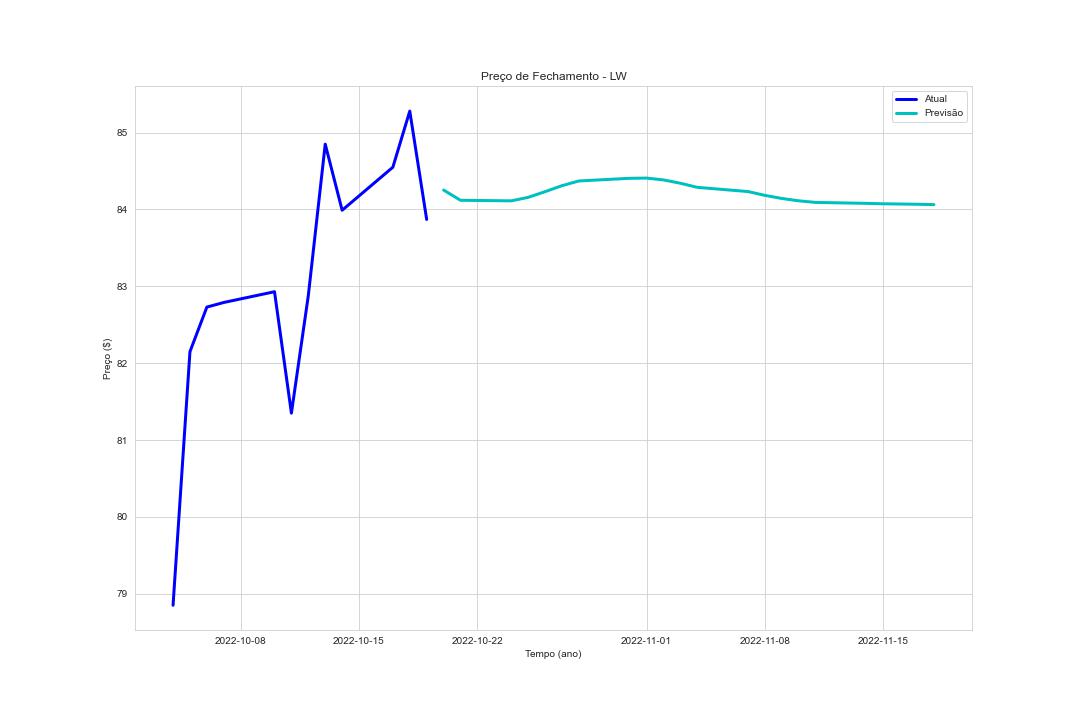 Preço de Fechamento - LW
Atual
Previsão
85
84
83
82
81
80
79
Preço ($)
2022-10-08
2022-10-15
2022-10-22
2022-11-01
2022-11-08
2022-11-15
Tempo (ano)